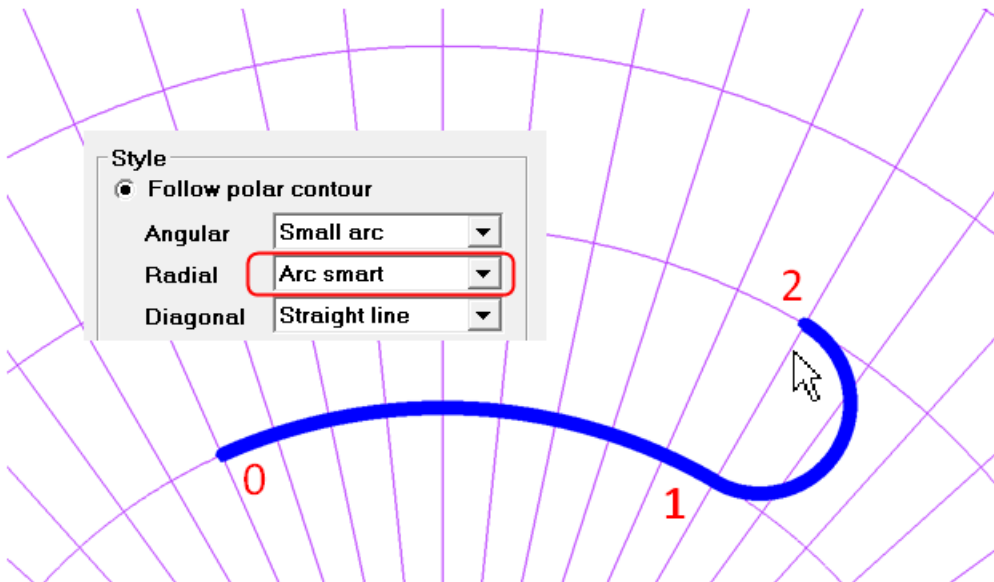 Style
Follow polar contour
Angular Small arc
Radial Arc smart
Diagonal Straight line
2
0
1